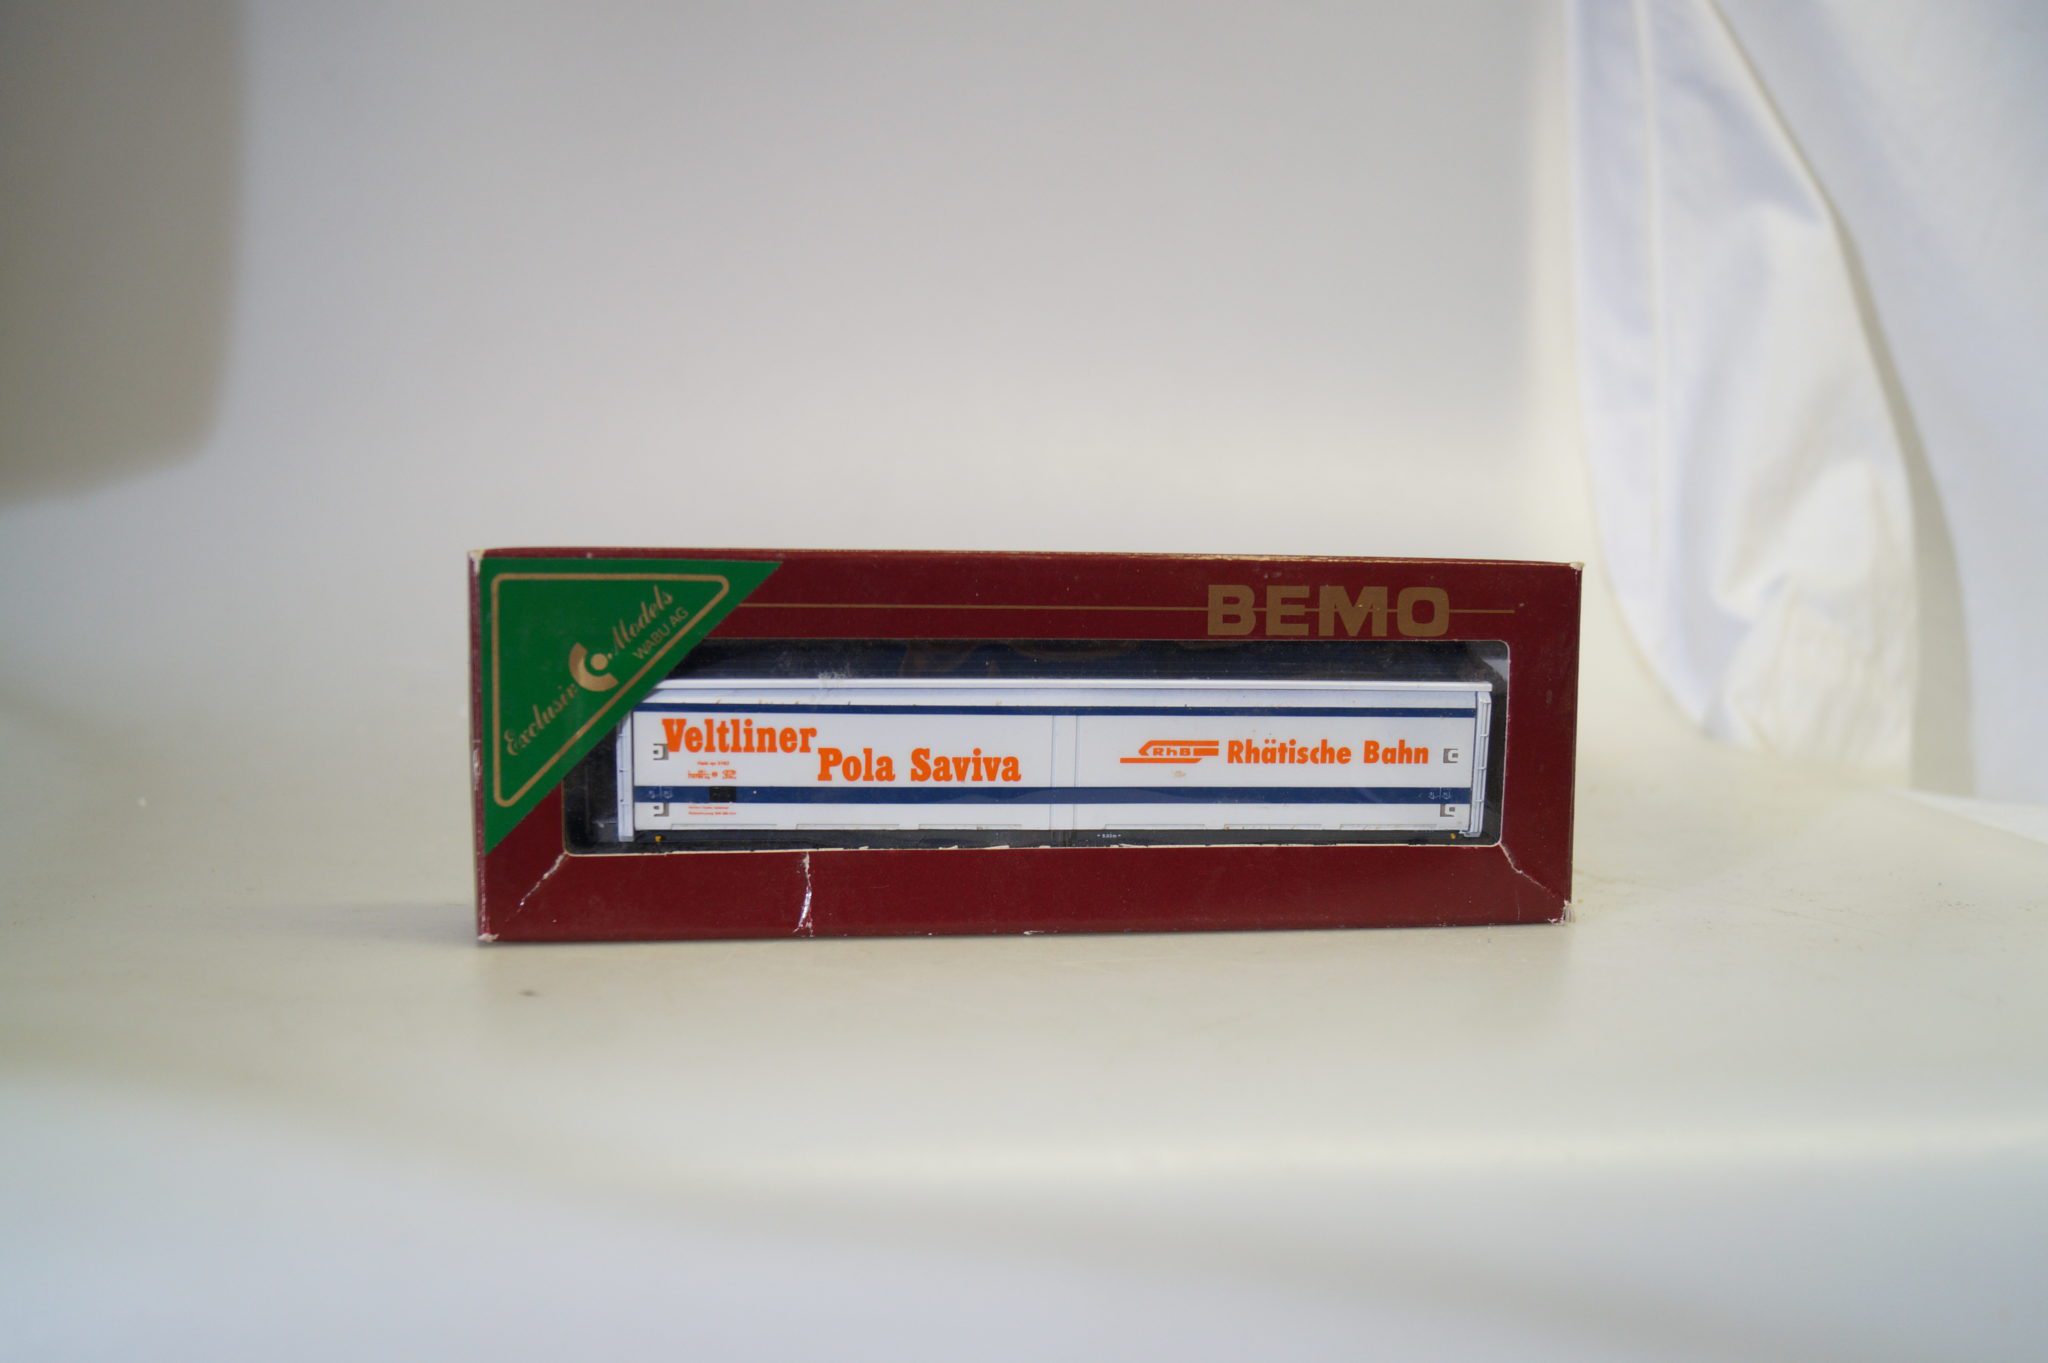 Exclusiv
Models
WABU AG
BEMO
Veltliner
Pola Saviva
RhB
Rhätische Bahn